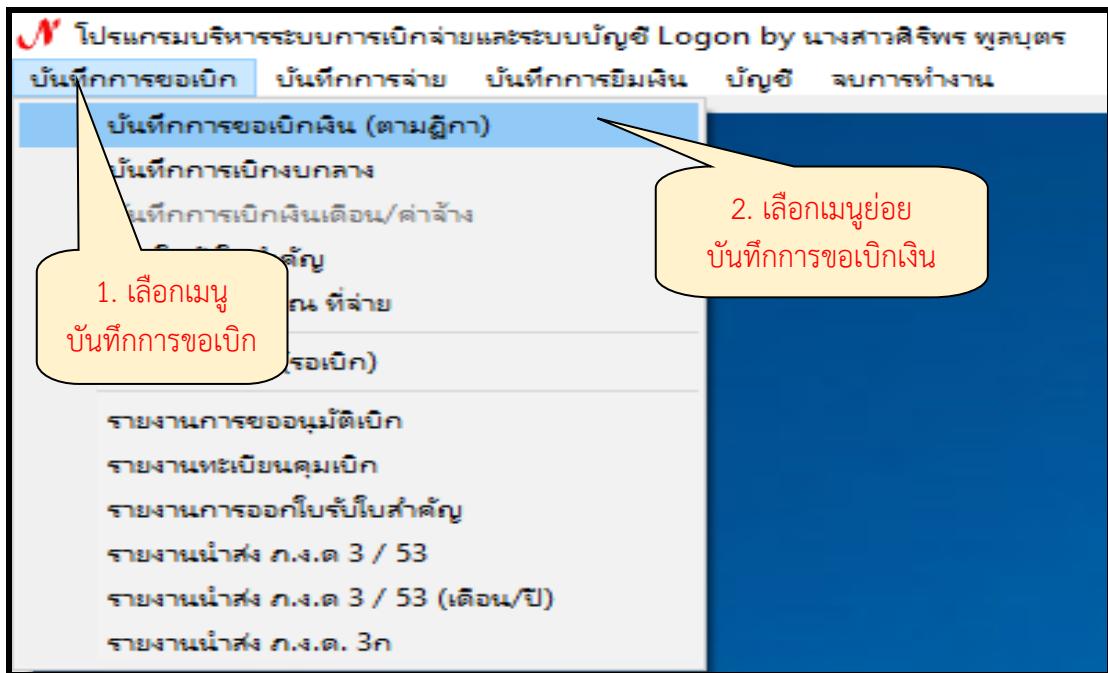 โปรแกรมบริหารระบบการเบิกจ่ายและระบบบัญชี Logon by นางสาวศิริพร พูลบุตร
บันทึกการขอเบิก บันทึกการจ่าย บันทึกการยืมเงิน บัญชี จบการทำงาน
บันทึกการขอเบิกเงิน (ตามฎีกา)
บันทึกการเบิกงบกลาง
บันทึกการเบิกเงินเดือน/ค่าจ้าง
2. เลือกเมนูย่อย
บันทึกการขอเบิกเงิน
1. เลือกเมนู
บันทึกการขอเบิก
ณ ที่จ่าย
(รอเบิก)
รายงานการขออนุมัติเบิก
รายงานทะเบียนคุมเบิก
รายงานการออกใบรับใบสำคัญ
รายงานนำส่ง ภ.ง.ด 3 / 53
รายงานนำส่ง ภ.ง.ด 3 / 53 (เดือน/ปี)
รายงานนำส่ง ภ.ง.ด. 3ก